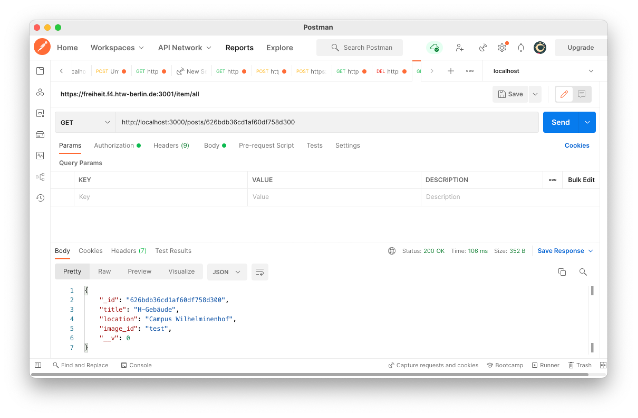 Postman
Home Workspaces API Network Reports Explore Search Postman Upgrade
POST http GET http New GET http POST htt POST http GET http DEL http localhost
https://freiheit.f4.htw-berlin.de:3001/item/all Save
GET http://localhost:3000/posts/626bdb36cd1af60df758d300 Send
Params Authorization Headers (9) Body Pre-request Script Tests Settings Cookies
Query Params
KEY VALUE DESCRIPTION Bulk Edit
Key Value Description
Body Cookies Headers (7) Test Results Status: 200 OK Time: 106 ms Size: 352 B Save Response
Pretty Raw Preview Visualize JSON
1 {
2 "_id": "626bdb36cd1af60df758d300",
3 "title": "H-Gebäude",
4 "location": "Campus Wilhelminenhof",
5 "image_id": "test",
6 "__v": 0
7 }
Find and Replace Console Capture requests and cookies Bootcamp Runner Trash